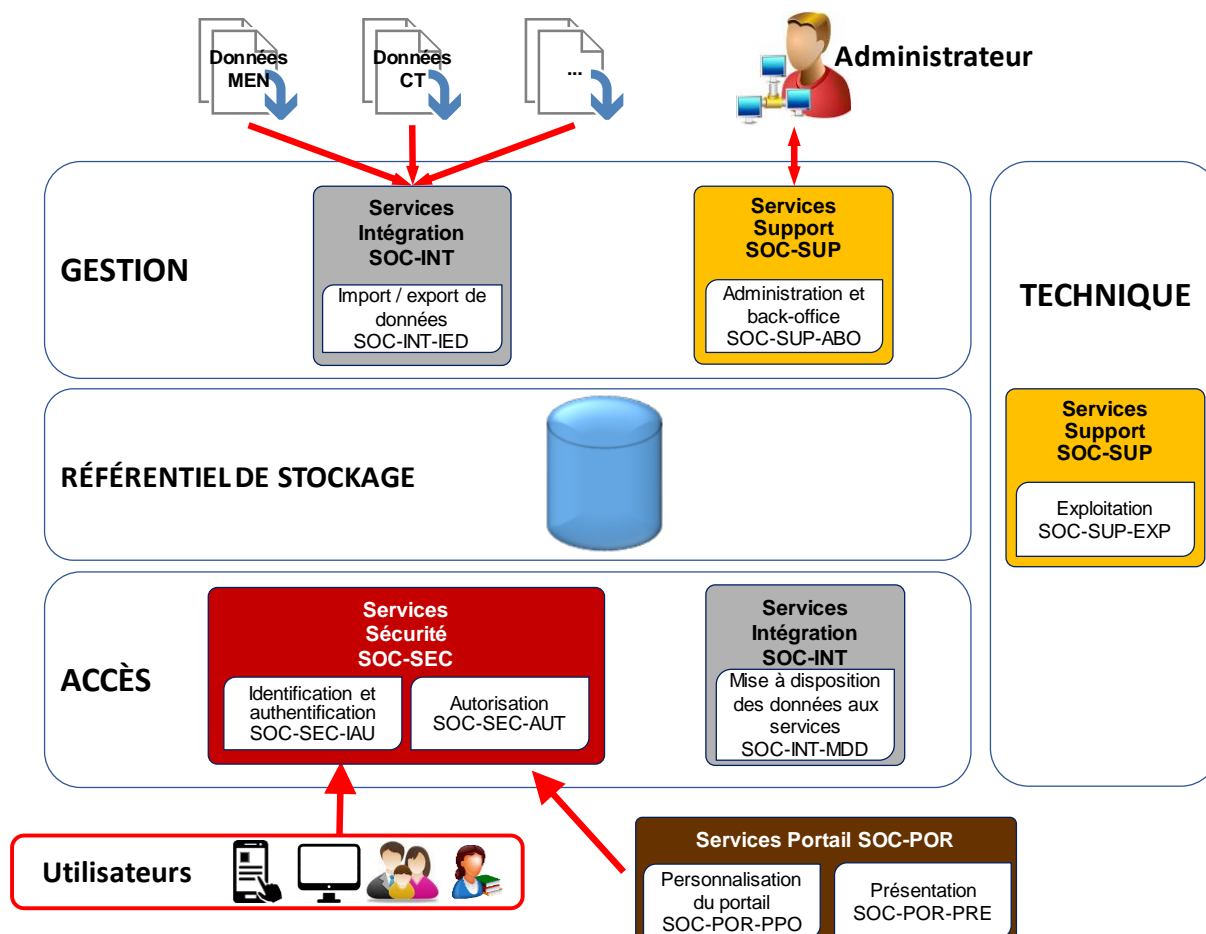 Données
MEN
Données
CT
...
Administrateur
GESTION
Services
Intégration
SOC-INT
Import / export de
données
SOC-INT-IED
Services
Support
SOC-SUP
Administration et
back-office
SOC-SUP-ABO
TECHNIQUE
Services
Support
SOC-SUP
Exploitation
SOC-SUP-EXP
RÉFÉRENTIEL DE STOCKAGE
ACCÈS
Services
Sécurité
SOC-SEC
Identification et
authentification
SOC-SEC-IAU
Autorisation
SOC-SEC-AUT
Services
Intégration
SOC-INT
Mise à disposition
des données aux
services
SOC-INT-MDD
Utilisateurs
Services Portail SOC-POR
Personnalisation
du portail
SOC-POR-PPO
Présentation
SOC-POR-PRE